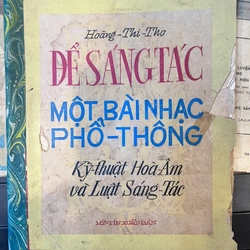 Hoàng-Thi-Thơ
ĐỂ SÁNG TÁC
MỘT BÀI NHẠC
PHỔ-THÔNG
Kỹ-thuật Hoà-Âm
và Luật Sáng-Tác